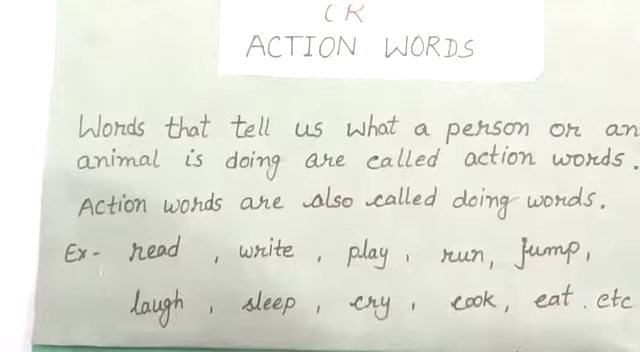 CR
ACTION WORDS
Words that tell us what a person or an
animal is doing are called action words.
Action words are also called doing words.
Ex- read , write , play , run, jump,
laugh , sleep , cry , cook, eat. etc